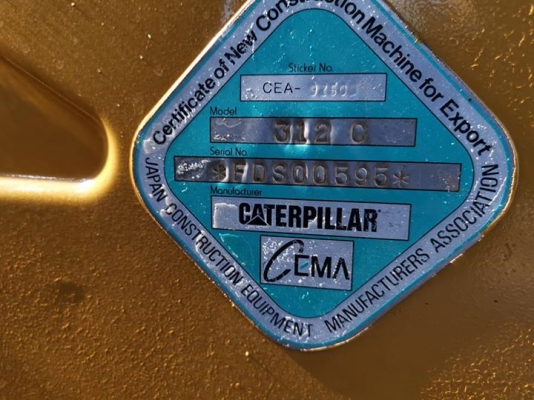 Certificate of New Construction Machine for Export
Sticker No.
CEA-
Model
312 C
Serial No.
*FDS00595*
Manufacturer
CATERPILLAR
CEMA
JAPAN CONSTRUCTION EQUIPMENT MANUFACTURERS ASSOCIATION